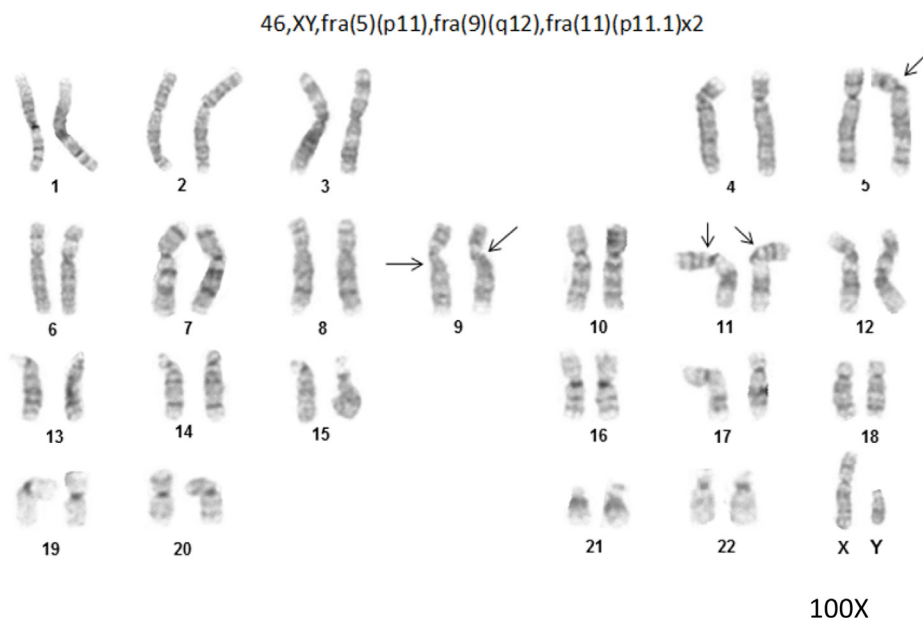 46,XY,fra(5)(p11),fra(9)(q12),fra(11)(p11.1)x2
1 2 3 4 5
6 7 8 9 10 11 12
13 14 15 16 17 18
19 20 21 22 X Y
100X